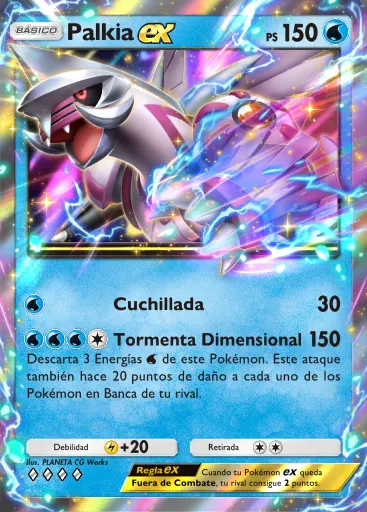 BÁSICO Palkia ex PS 150
Cuchillada 30
Tormenta Dimensional 150
Descarta 3 Energías de este Pokémon. Este ataque
también hace 20 puntos de daño a cada uno de los
Pokémon en Banca de tu rival.
Debilidad +20 Retirada
Ilus. PLANETA CG Works
Regla ex Cuando tu Pokémon ex queda
Fuera de Combate, tu rival consigue 2 puntos.